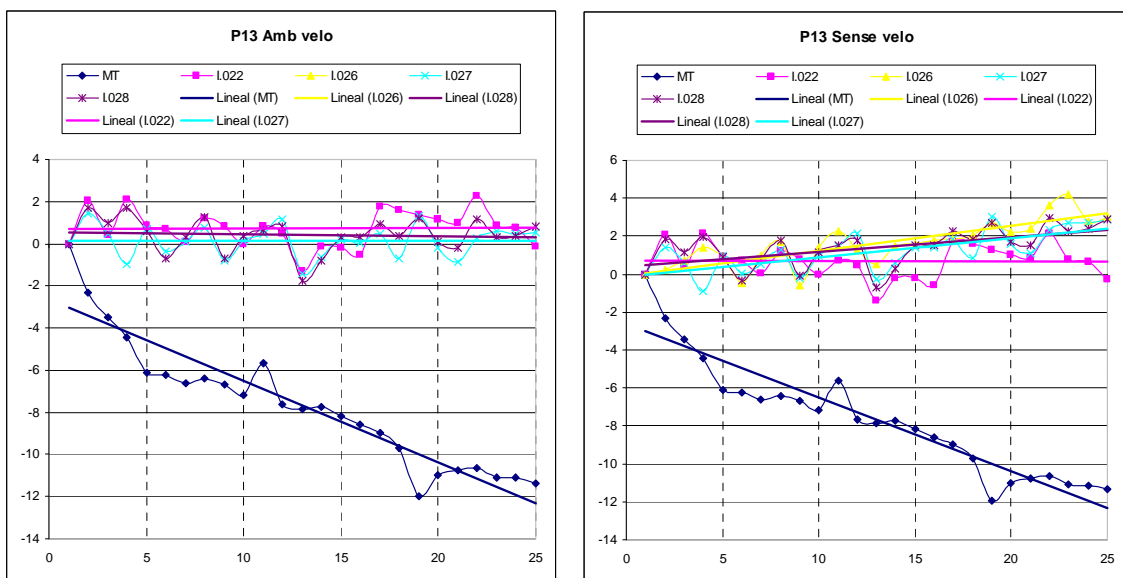 P13 Amb velo
MT I.022 I.026 I.027
I.028 Lineal (MT) Lineal (I.026) Lineal (I.028)
Lineal (I.022) Lineal (I.027)
4
2
0
-2
-4
-6
-8
-10
-12
-14
0 5 10 15 20 25
P13 Sense velo
MT I.022 I.026 I.027
I.028 Lineal (MT) Lineal (I.026) Lineal (I.022)
Lineal (I.028) Lineal (I.027)
6
4
2
0
-2
-4
-6
-8
-10
-12
-14
0 5 10 15 20 25